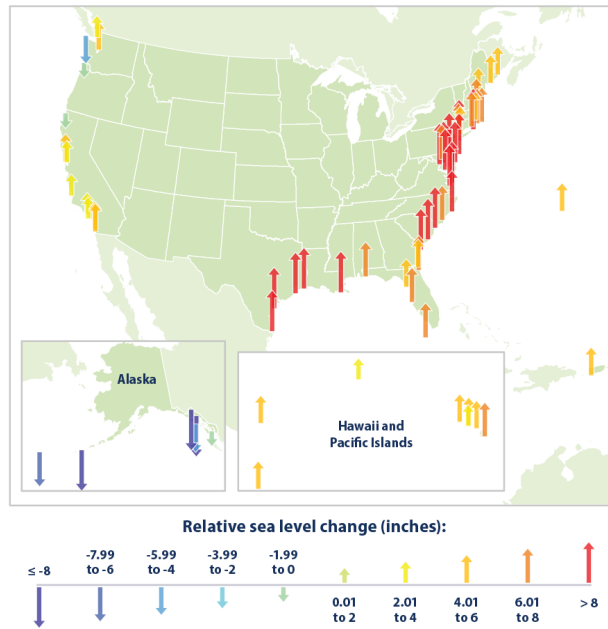 Alaska
Hawaii and
Pacific Islands
Relative sea level change (inches):
≤ -8
-7.99
to -6
-5.99
to -4
-3.99
to -2
-1.99
to 0
0.01
to 2
2.01
to 4
4.01
to 6
6.01
to 8
> 8